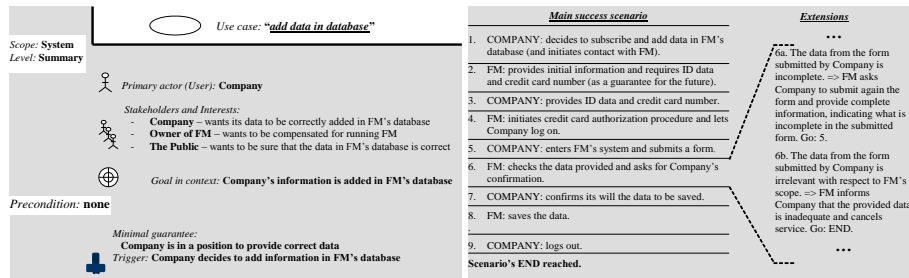 Use case: “add data in database”
Scope: System
Level: Summary
Primary actor (User): Company
Stakeholders and Interests:
- Company – wants its data to be correctly added in FM’s database
- Owner of FM – wants to be compensated for running FM
- The Public – wants to be sure that the data in FM’s database is correct
Goal in context: Company’s information is added in FM’s database
Precondition: none
Minimal guarantee:
Company is in a position to provide correct data
Trigger: Company decides to add information in FM’s database
Main success scenario
1. COMPANY: decides to subscribe and add data in FM’s
database (and initiates contact with FM).
2. FM: provides initial information and requires ID data
and credit card number (as a guarantee for the future).
3. COMPANY: provides ID data and credit card number.
4. FM: initiates credit card authorization procedure and lets
Company log on.
5. COMPANY: enters FM’s system and submits a form.
6. FM: checks the data provided and asks for Company’s
confirmation.
7. COMPANY: confirms its will the data to be saved.
8. FM: saves the data.
.
9. COMPANY: logs out.
Scenario’s END reached.
Extensions
...
6a. The data from the form
submitted by Company is
incomplete. => FM asks
Company to submit again the
form and provide complete
information, indicating what is
incomplete in the submitted
form. Go: 5.
6b. The data from the form
submitted by Company is
irrelevant with respect to FM’s
scope. => FM informs
Company that the provided data
is inadequate and cancels
service. Go: END.
...